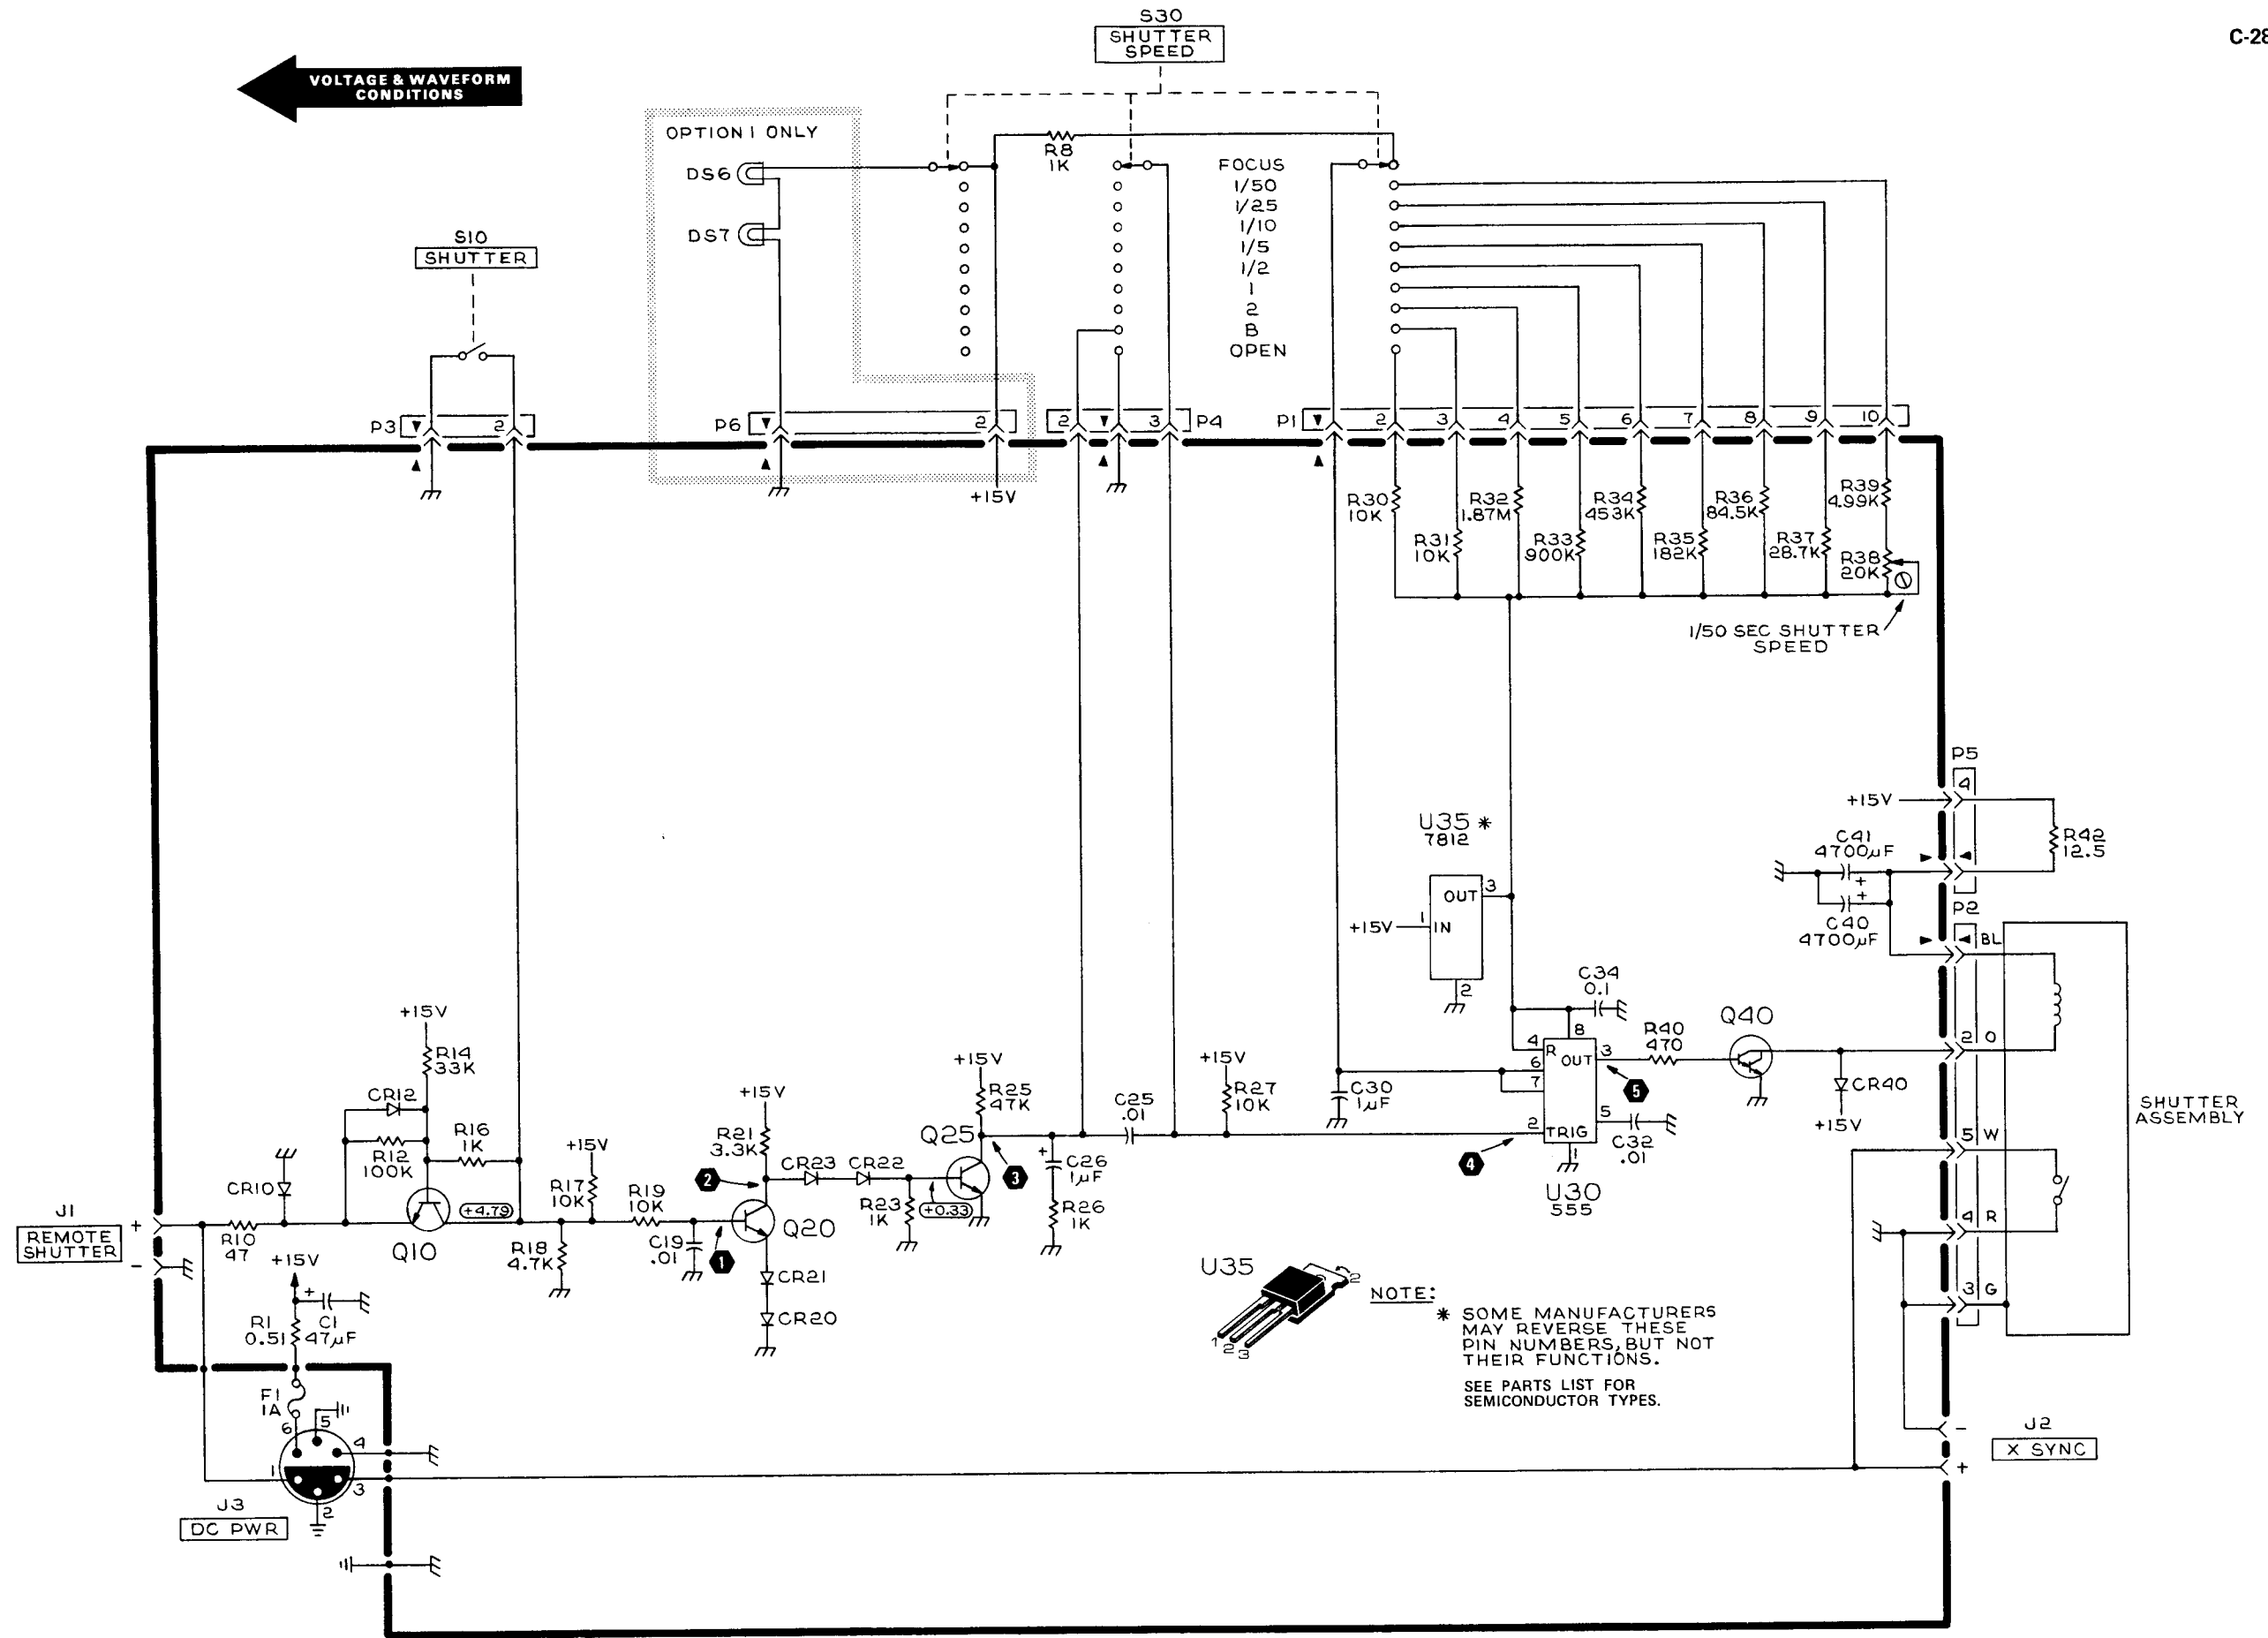 C-28
S30
SHUTTER
SPEED
VOLTAGE & WAVEFORM
CONDITIONS
OPTION 1 ONLY
DS6
DS7
R8
1K
FOCUS
1/50
1/25
1/10
1/5
1/2
1
2
B
OPEN
S10
SHUTTER
P3
2
P6
2
2
3
P4
P1
2
3
4
5
6
7
8
9
10
+15V
R30
10K
R31
10K
R32
1.87M
R33
900K
R34
453K
R35
182K
R36
84.5K
R37
28.7K
R39
4.99K
R38
20K
1/50 SEC SHUTTER
SPEED
P5
4
+15V
R42
12.5
C41
4700µF
+
+
C40
4700µF
P2
BL
U35 *
7812
OUT
3
1
IN
+15V
2
C34
0.1
8
4
R
OUT
3
6
7
2
TRIG
5
1
U30
555
C32
.01
R40
470
5
Q40
2
O
CR40
+15V
SHUTTER
ASSEMBLY
5
W
4
R
3
G
+15V
R14
33K
CR12
R12
100K
R16
1K
CR10
Q10
+4.79
+15V
R17
10K
R18
4.7K
R19
10K
C19
.01
1
+15V
R21
3.3K
2
Q20
CR21
CR20
CR23
CR22
R23
1K
+0.33
+15V
R25
47K
Q25
3
+
C26
1µF
R26
1K
C25
.01
+15V
R27
10K
C30
1µF
4
J1
REMOTE
SHUTTER
+
-
R10
47
+15V
+
R1
0.51
C1
47µF
F1
1A
6
5
4
1
3
2
J3
DC PWR
U35
2
1
2
3
NOTE:
* SOME MANUFACTURERS
MAY REVERSE THESE
PIN NUMBERS, BUT NOT
THEIR FUNCTIONS.
SEE PARTS LIST FOR
SEMICONDUCTOR TYPES.
-
+
J2
X SYNC